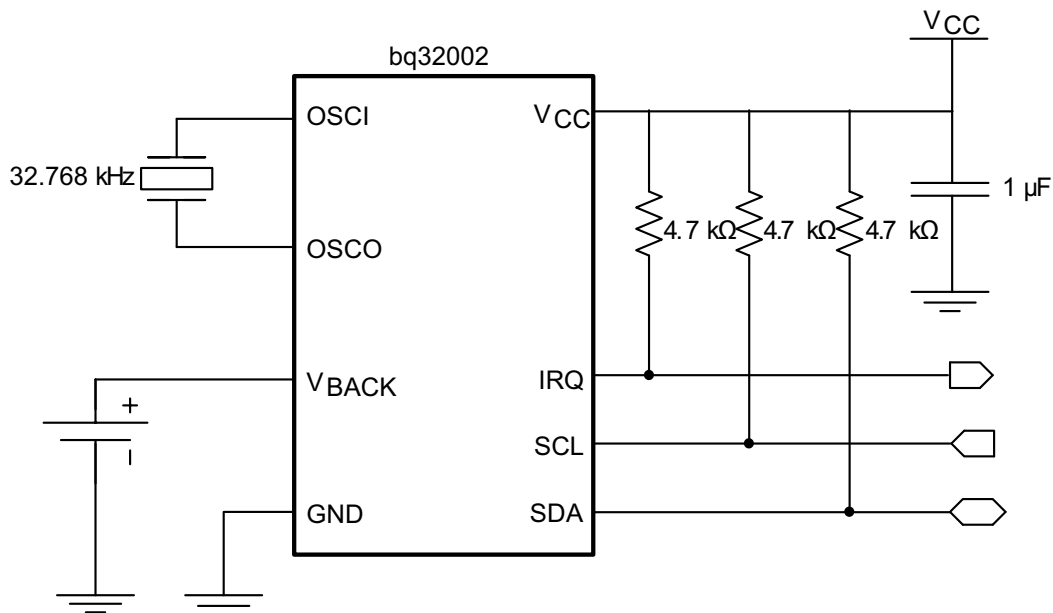 VCC
bq32002
OSCI
VCC
32.768 kHz
4.7 kΩ 4.7 kΩ 4.7 kΩ
1 µF
OSCO
VBACK
IRQ
+
–
SCL
GND
SDA